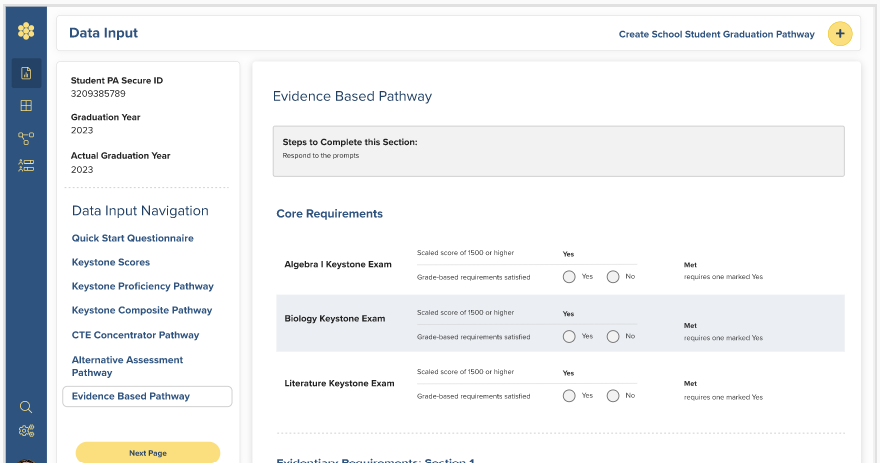 Data Input
Create School Student Graduation Pathway
+
Student PA Secure ID
3209385789
Graduation Year
2023
Actual Graduation Year
2023
Data Input Navigation
Quick Start Questionnaire
Keystone Scores
Keystone Proficiency Pathway
Keystone Composite Pathway
CTE Concentrator Pathway
Alternative Assessment
Pathway
Evidence Based Pathway
Next Page
Evidence Based Pathway
Steps to Complete this Section:
Respond to the prompts
Core Requirements
Algebra I Keystone Exam
Scaled score of 1500 or higher Yes
Grade-based requirements satisfied Yes No
Met
requires one marked Yes
Biology Keystone Exam
Scaled score of 1500 or higher Yes
Grade-based requirements satisfied Yes No
Met
requires one marked Yes
Literature Keystone Exam
Scaled score of 1500 or higher Yes
Grade-based requirements satisfied Yes No
Met
requires one marked Yes
Evidentiary Requirements: Section 1